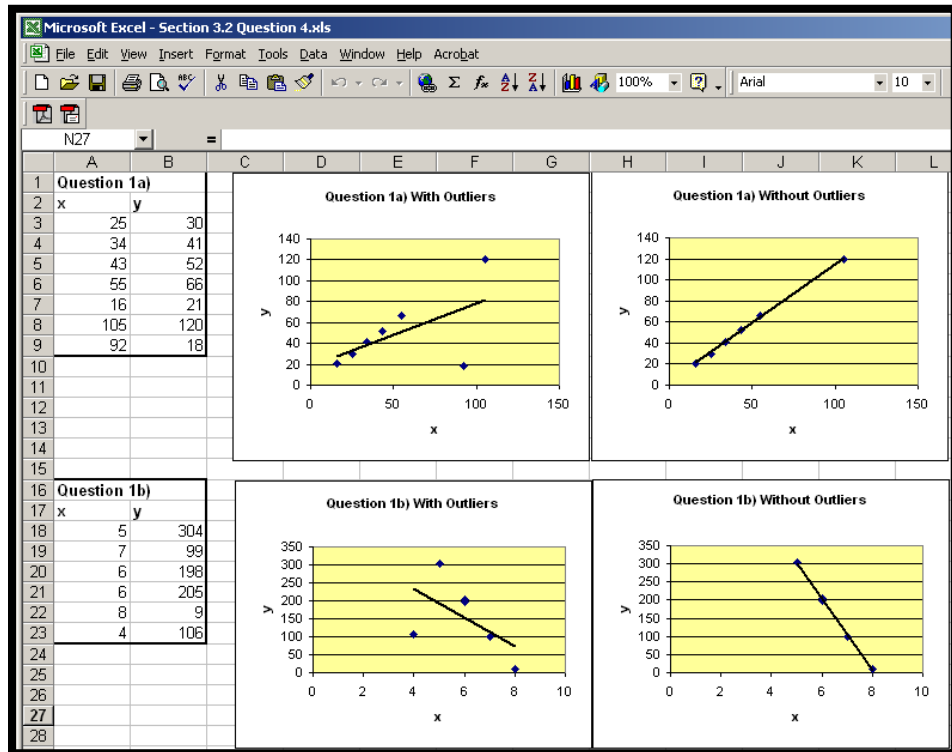 Microsoft Excel - Section 3.2 Question 4.xls
File Edit View Insert Format Tools Data Window Help Acrobat
ABC Σ fx A Z Z A 100% ? Arial 10
N27 =
A B C D E F G H I J K L
1 Question 1a)
2 x y
3 25 30
4 34 41
5 43 52
6 55 66
7 16 21
8 105 120
9 92 18
10
11
12
13
14
15
Question 1a) With Outliers
140
120
100
80
60
40
20
0
y
0 50 100 150
x
Question 1a) Without Outliers
140
120
100
80
60
40
20
0
y
0 50 100 150
x
16 Question 1b)
17 x y
18 5 304
19 7 99
20 6 198
21 6 205
22 8 9
23 4 106
24
25
26
27
28
Question 1b) With Outliers
350
300
250
200
150
100
50
0
y
0 2 4 6 8 10
x
Question 1b) Without Outliers
350
300
250
200
150
100
50
0
y
0 2 4 6 8 10
x